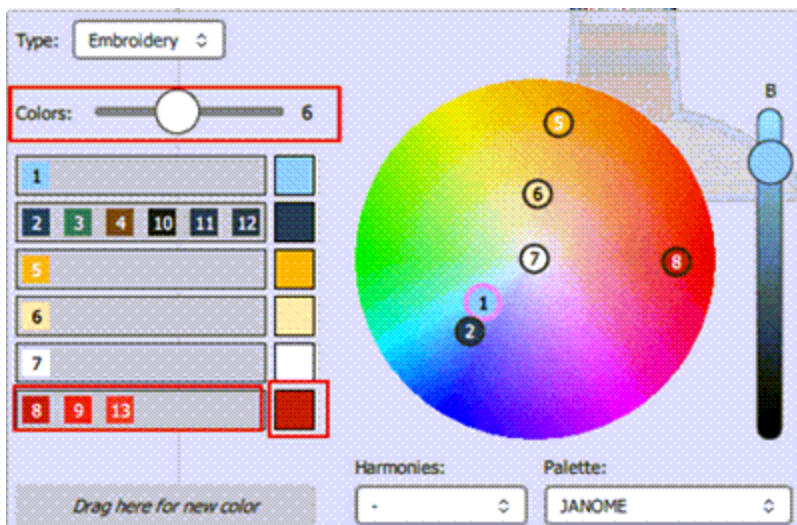 Type: Embroidery
Colors: 6
1
2 3 4 10 11 12
5
6
7
8 9 13
Drag here for new color
B
5
6
7
8
1
2
Harmonies: Palette:
- JANOME